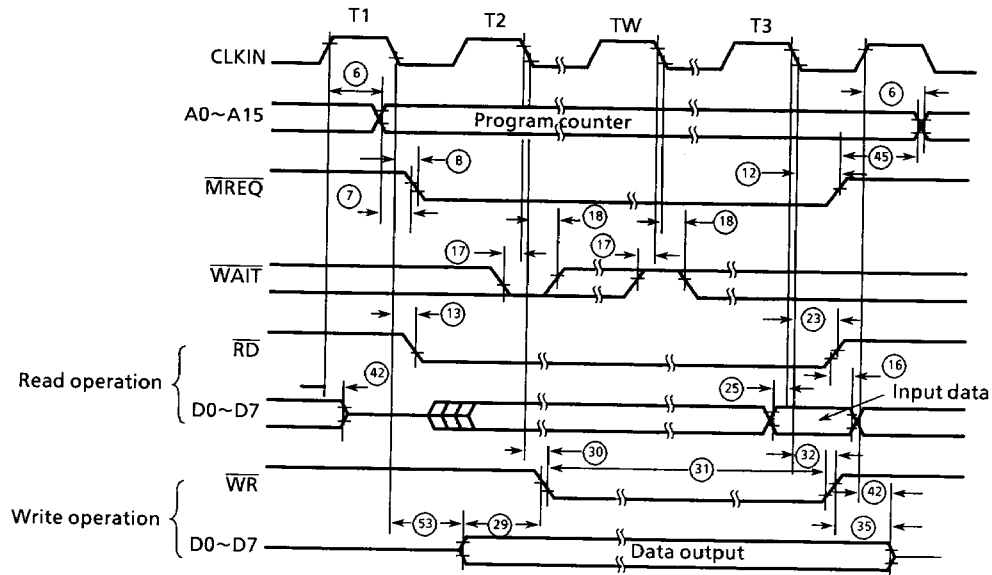 T1 T2 TW T3
CLKIN
6 6
A0~A15 Program counter
8 12 45
MREQ
7 18 18
17 17
WAIT
13 23
RD
16
Read operation 42 25 Input data
D0~D7
30 31 32
WR 42
Write operation 53 29 35
D0~D7 Data output